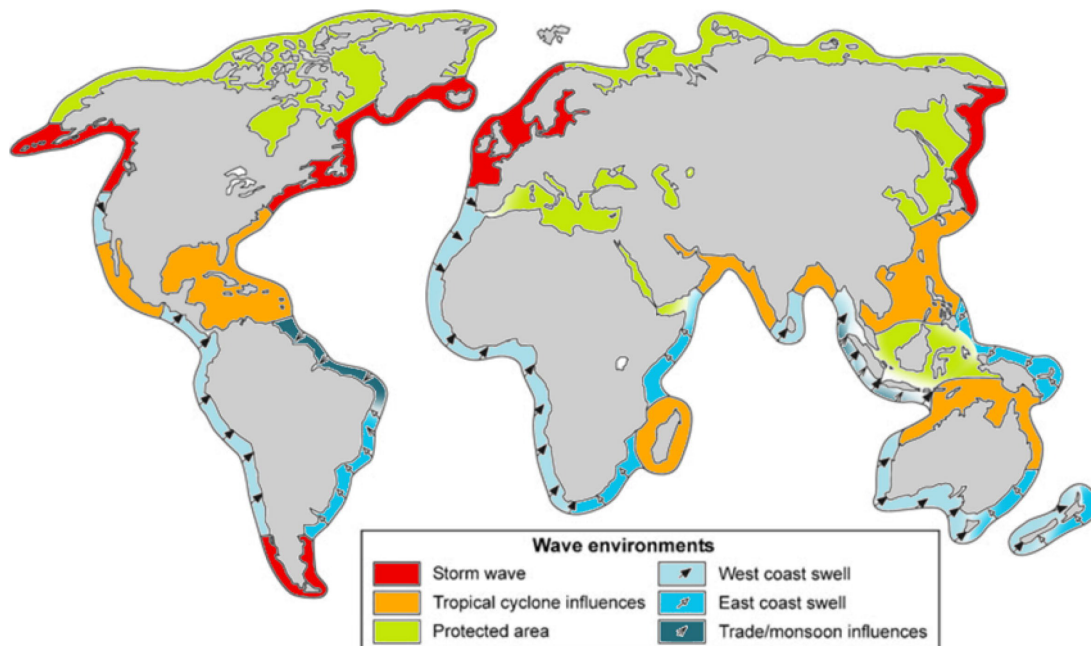 Wave environments
Storm wave
Tropical cyclone influences
Protected area
West coast swell
East coast swell
Trade/monsoon influences